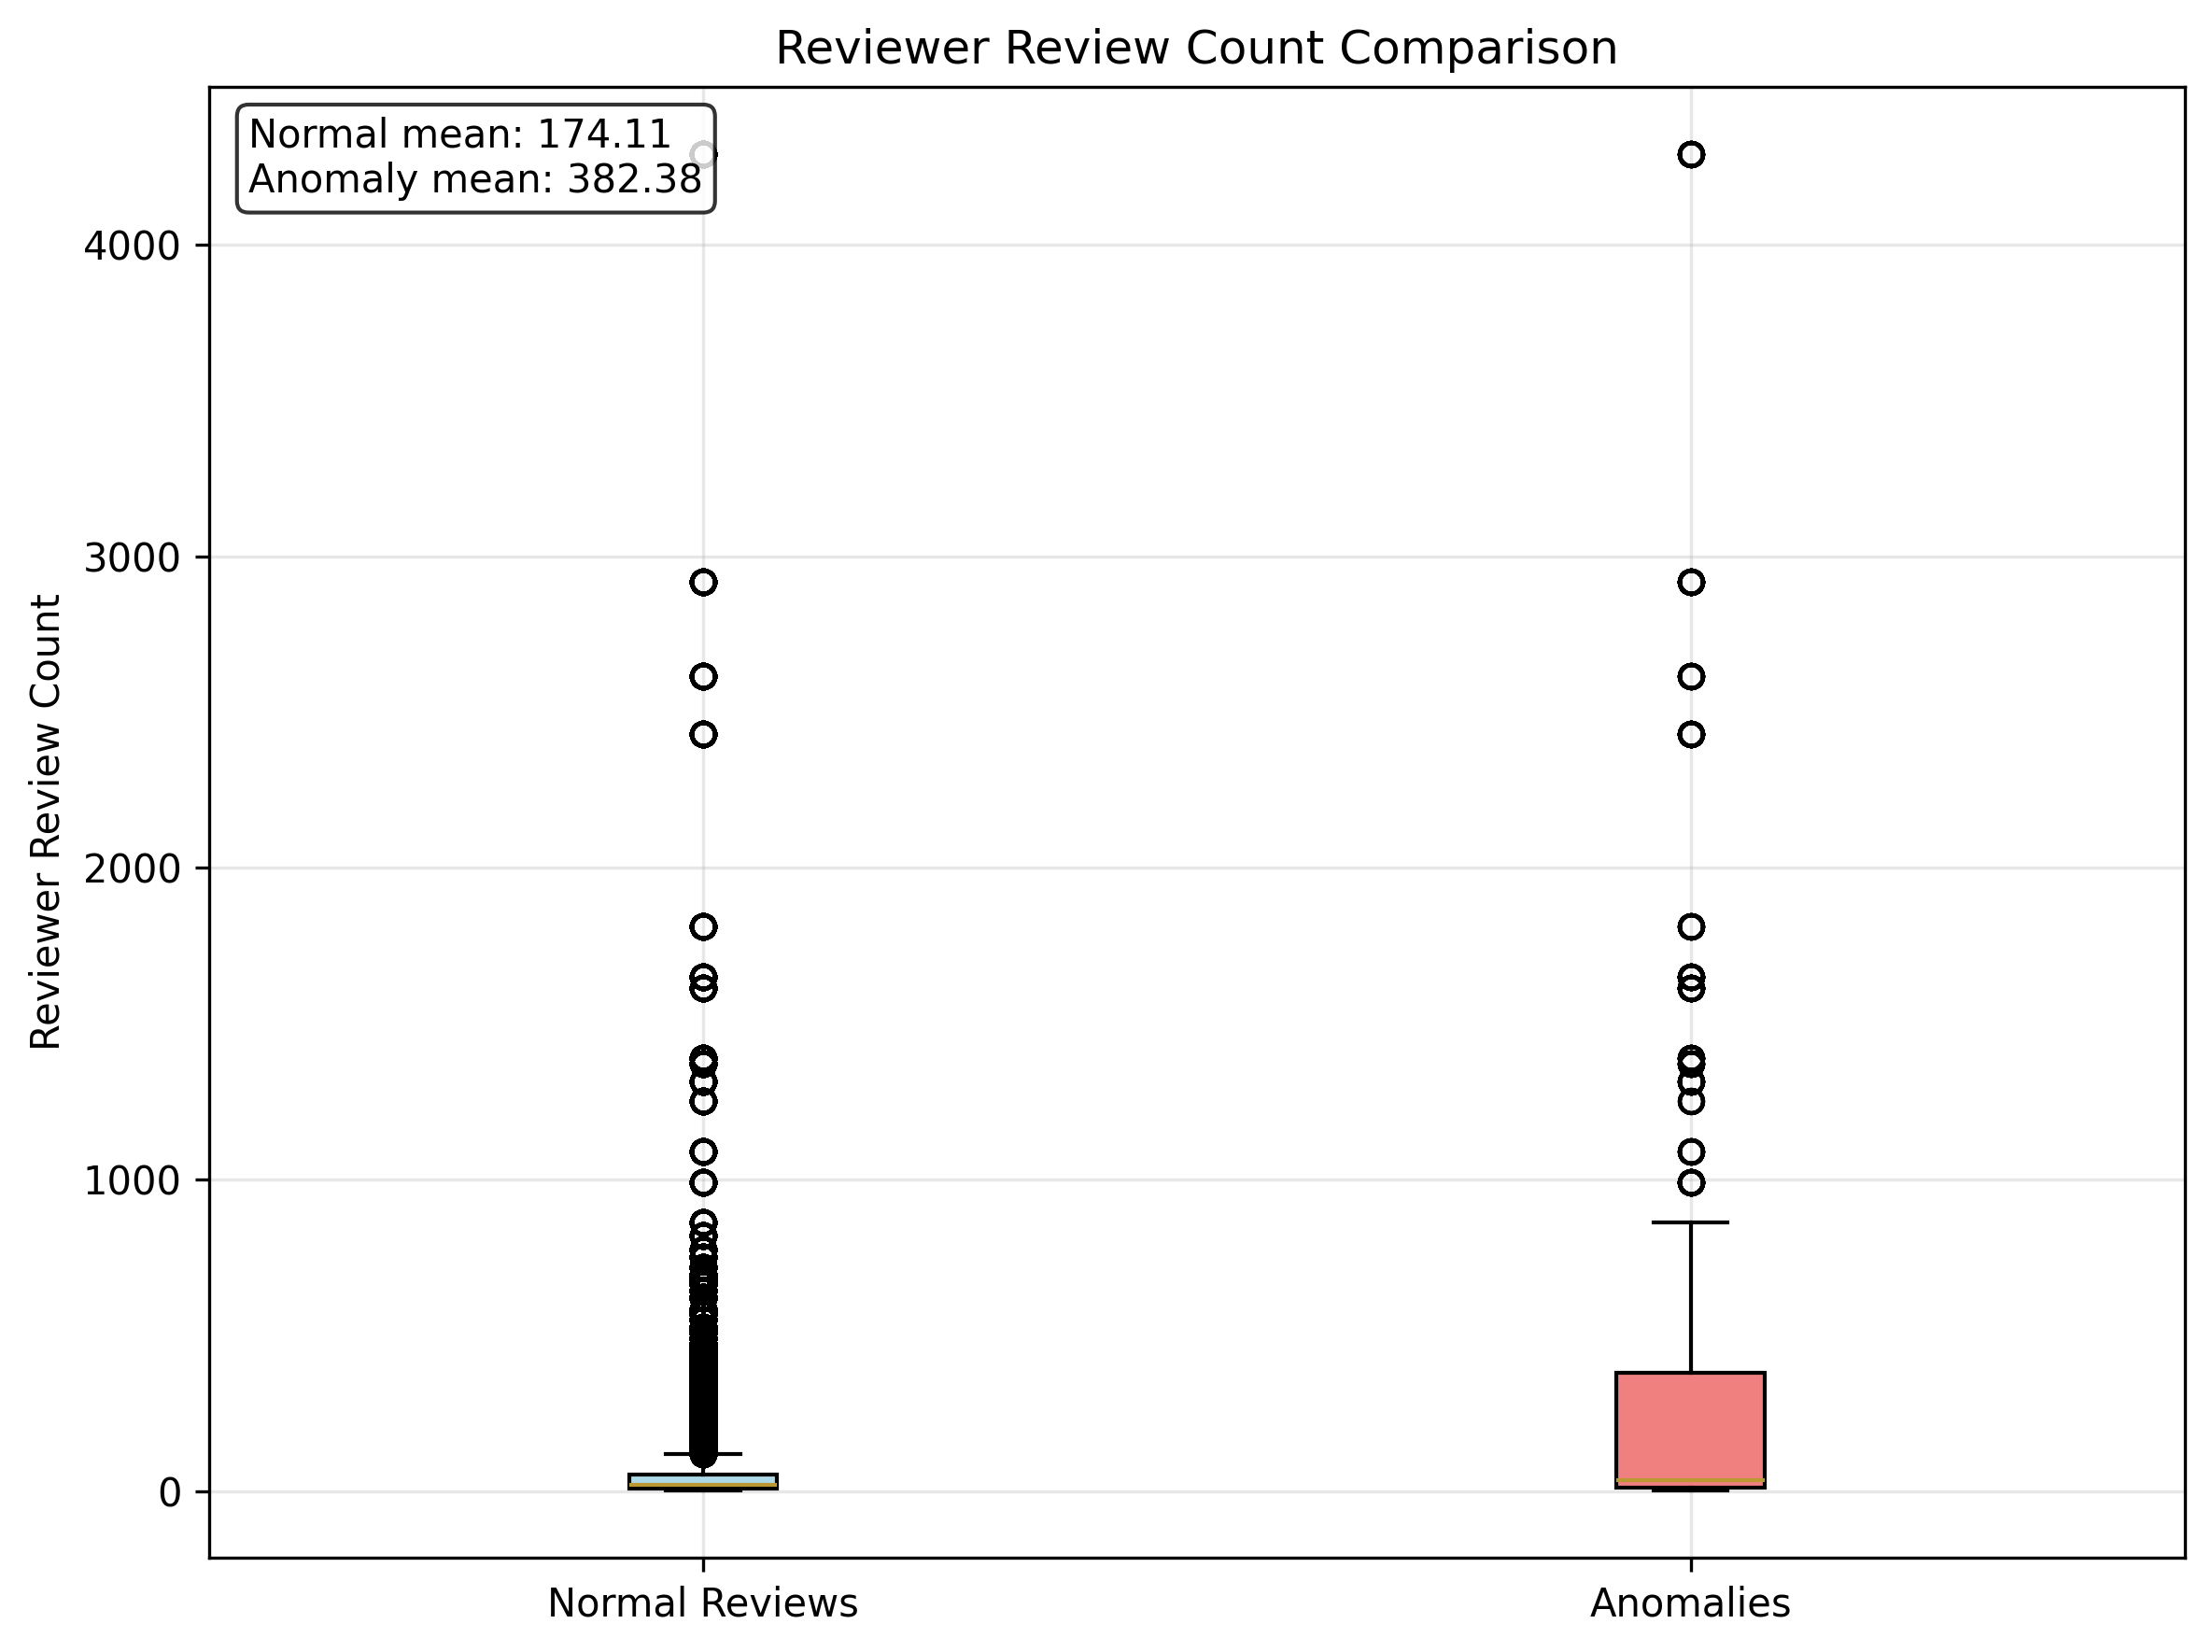 Reviewer Review Count Comparison
Normal mean: 174.11
Anomaly mean: 382.38
Reviewer Review Count
4000
3000
2000
1000
0
Normal Reviews
Anomalies